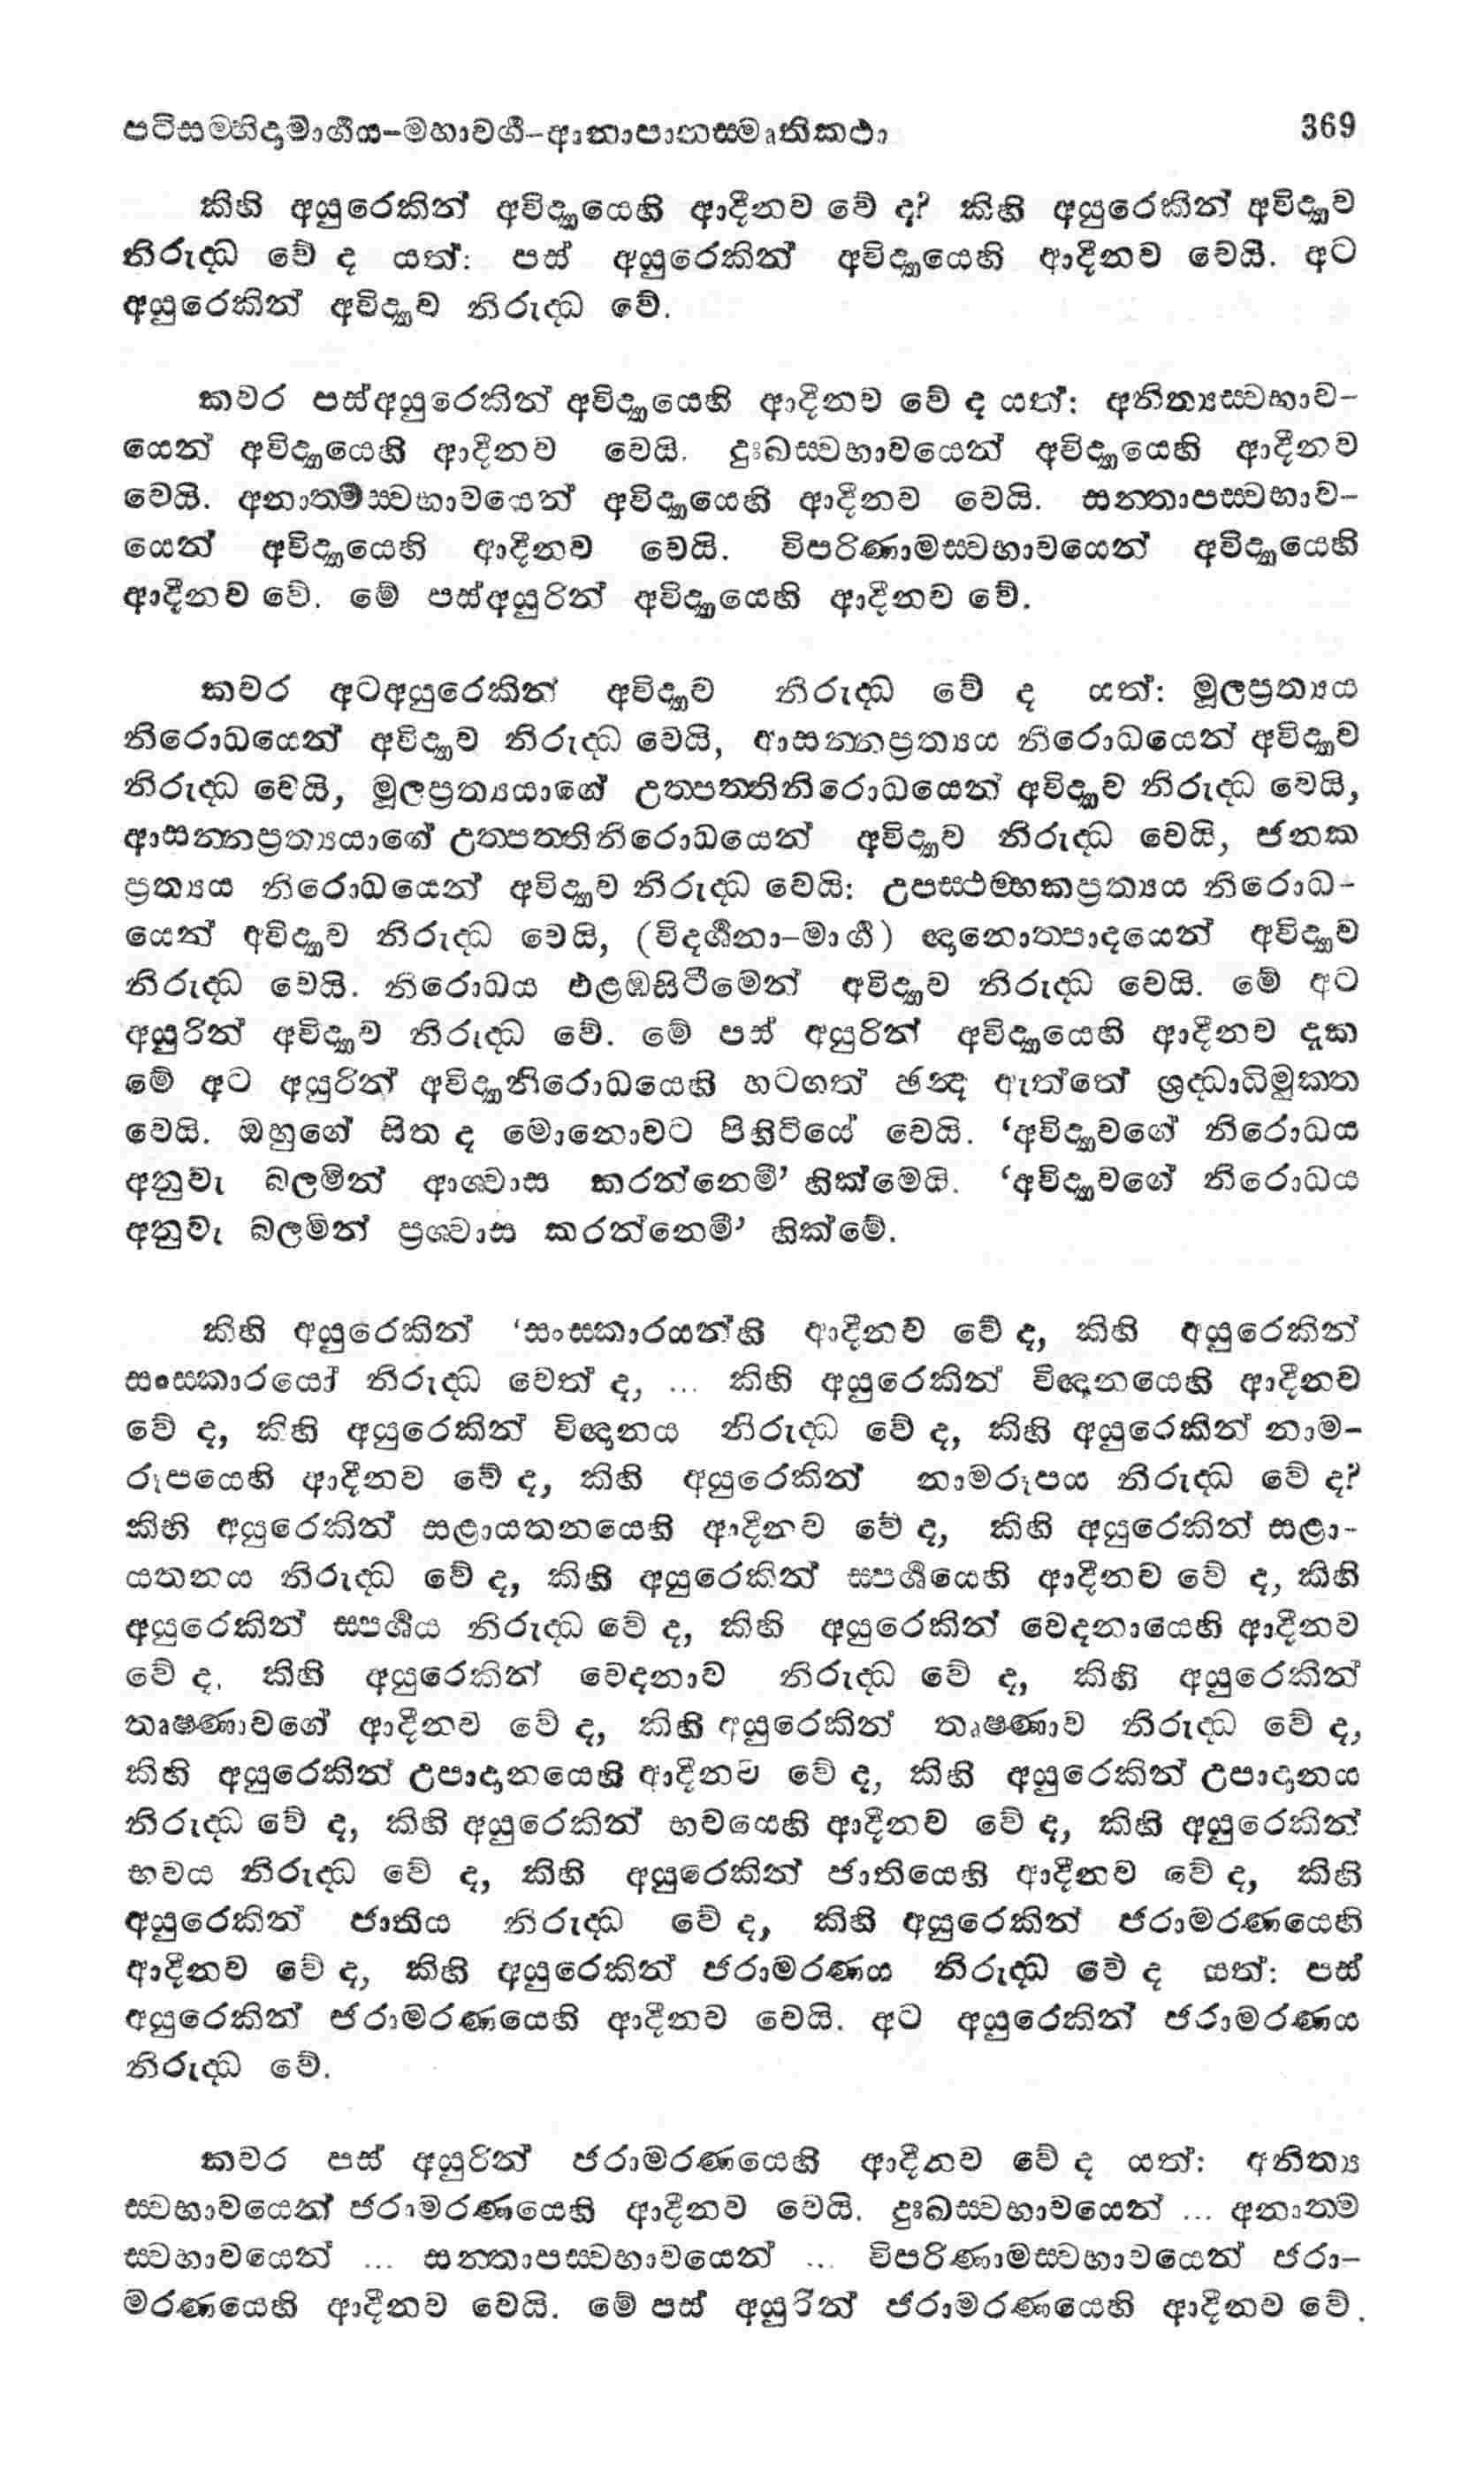 පටිසම්භිදාමාර්ගය-මහාවර්ග-ආනාපානස්මෘතිකථා 369
කිහි අයුරෙකින් අවිද්‍යායෙහි ආදීනව වේ ද? කිහි අයුරෙකින් අවිද්‍යාව
නිරුද්ධ වේ ද යත්: පස් අයුරෙකින් අවිද්‍යායෙහි ආදීනව වෙයි. අට
අයුරෙකින් අවිද්‍යාව නිරුද්ධ වේ.
කවර පස්අයුරෙකින් අවිද්‍යායෙහි ආදීනව වේ ද යත්: අනිත්‍යස්වභාව-
යෙන් අවිද්‍යායෙහි ආදීනව වෙයි. දුඃඛස්වභාවයෙන් අවිද්‍යායෙහි ආදීනව
වෙයි. අනාත්මස්වභාවයෙන් අවිද්‍යායෙහි ආදීනව වෙයි. සන්තාපස්වභාව-
යෙන් අවිද්‍යායෙහි ආදීනව වෙයි. විපරිණාමස්වභාවයෙන් අවිද්‍යායෙහි
ආදීනව වේ. මේ පස්අයුරින් අවිද්‍යායෙහි ආදීනව වේ.
කවර අටඅයුරෙකින් අවිද්‍යාව නිරුද්ධ වේ ද යත්: මූලප්‍රත්‍යය
නිරොධයෙන් අවිද්‍යාව නිරුද්ධ වෙයි, ආසන්නප්‍රත්‍යය නිරොධයෙන් අවිද්‍යාව
නිරුද්ධ වෙයි, මූලප්‍රත්‍යයාගේ උත්පත්තිනිරොධයෙන් අවිද්‍යාව නිරුද්ධ වෙයි,
ආසන්නප්‍රත්‍යයාගේ උත්පත්තිනිරොධයෙන් අවිද්‍යාව නිරුද්ධ වෙයි, ජනක
ප්‍රත්‍යය නිරොධයෙන් අවිද්‍යාව නිරුද්ධ වෙයි: උපස්ථම්භකප්‍රත්‍යය නිරොධ-
යෙන් අවිද්‍යාව නිරුද්ධ වෙයි, (විදර්ශනා-මාර්ග) ඥානොත්පාදයෙන් අවිද්‍යාව
නිරුද්ධ වෙයි. නිරොධය එළඹසිටීමෙන් අවිද්‍යාව නිරුද්ධ වෙයි. මේ අට
අයුරින් අවිද්‍යාව නිරුද්ධ වේ. මේ පස් අයුරින් අවිද්‍යායෙහි ආදීනව දැක
මේ අට අයුරින් අවිද්‍යානිරොධයෙහි හටගත් ඡන්‍ද ඇත්තේ ශ්‍රද්ධාධිමුක්ත
වෙයි. ඔහුගේ සිත ද මොනොවට පිහිටියේ වෙයි. ‘අවිද්‍යාවගේ නිරොධය
අනුවැ බලමින් ආශ්වාස කරන්නෙමි’ හික්මෙයි. ‘අවිද්‍යාවගේ නිරොධය
අනුවැ බලමින් ප්‍රශ්වාස කරන්නෙමි’ හික්මේ.
කිහි අයුරෙකින් ‘සංස්කාරයන්හි ආදීනව වේ ද, කිහි අයුරෙකින්
සංස්කාරයෝ නිරුද්ධ වෙත් ද, ... කිහි අයුරෙකින් විඥානයෙහි ආදීනව
වේ ද, කිහි අයුරෙකින් විඥානය නිරුද්ධ වේ ද, කිහි අයුරෙකින් නාම-
රූපයෙහි ආදීනව වේ ද, කිහි අයුරෙකින් නාමරූපය නිරුද්ධ වේ ද?
කිහි අයුරෙකින් සළායතනයෙහි ආදීනව වේ ද, කිහි අයුරෙකින් සළා-
යතනය නිරුද්ධ වේ ද, කිහි අයුරෙකින් ස්පර්ශයෙහි ආදීනව වේ ද, කිහි
අයුරෙකින් ස්පර්ශය නිරුද්ධ වේ ද, කිහි අයුරෙකින් වෙදනායෙහි ආදීනව
වේ ද. කිහි අයුරෙකින් වෙදනාව නිරුද්ධ වේ ද, කිහි අයුරෙකින්
තෘෂ්ණාවගේ ආදීනව වේ ද, කිහි අයුරෙකින් තෘෂ්ණාව නිරුද්ධ වේ ද,
කිහි අයුරෙකින් උපාදානයෙහි ආදීනව වේ ද, කිහි අයුරෙකින් උපාදානය
නිරුද්ධ වේ ද, කිහි අයුරෙකින් භවයෙහි ආදීනව වේ ද, කිහි අයුරෙකින්
භවය නිරුද්ධ වේ ද, කිහි අයුරෙකින් ජාතියෙහි ආදීනව වේ ද, කිහි
අයුරෙකින් ජාතිය නිරුද්ධ වේ ද, කිහි අයුරෙකින් ජරාමරණයෙහි
ආදීනව වේ ද, කිහි අයුරෙකින් ජරාමරණය නිරුද්ධ වේ ද යත්: පස්
අයුරෙකින් ජරාමරණයෙහි ආදීනව වෙයි. අට අයුරෙකින් ජරාමරණය
නිරුද්ධ වේ.
කවර පස් අයුරින් ජරාමරණයෙහි ආදීනව වේ ද යත්: අනිත්‍ය
ස්වභාවයෙන් ජරාමරණයෙහි ආදීනව වෙයි. දුඃඛස්වභාවයෙන් ... අනාත්ම
ස්වභාවයෙන් ... සන්තාපස්වභාවයෙන් ... විපරිණාමස්වභාවයෙන් ජරා-
මරණයෙහි ආදීනව වෙයි. මේ පස් අයුරින් ජරාමරණයෙහි ආදීනව වේ.